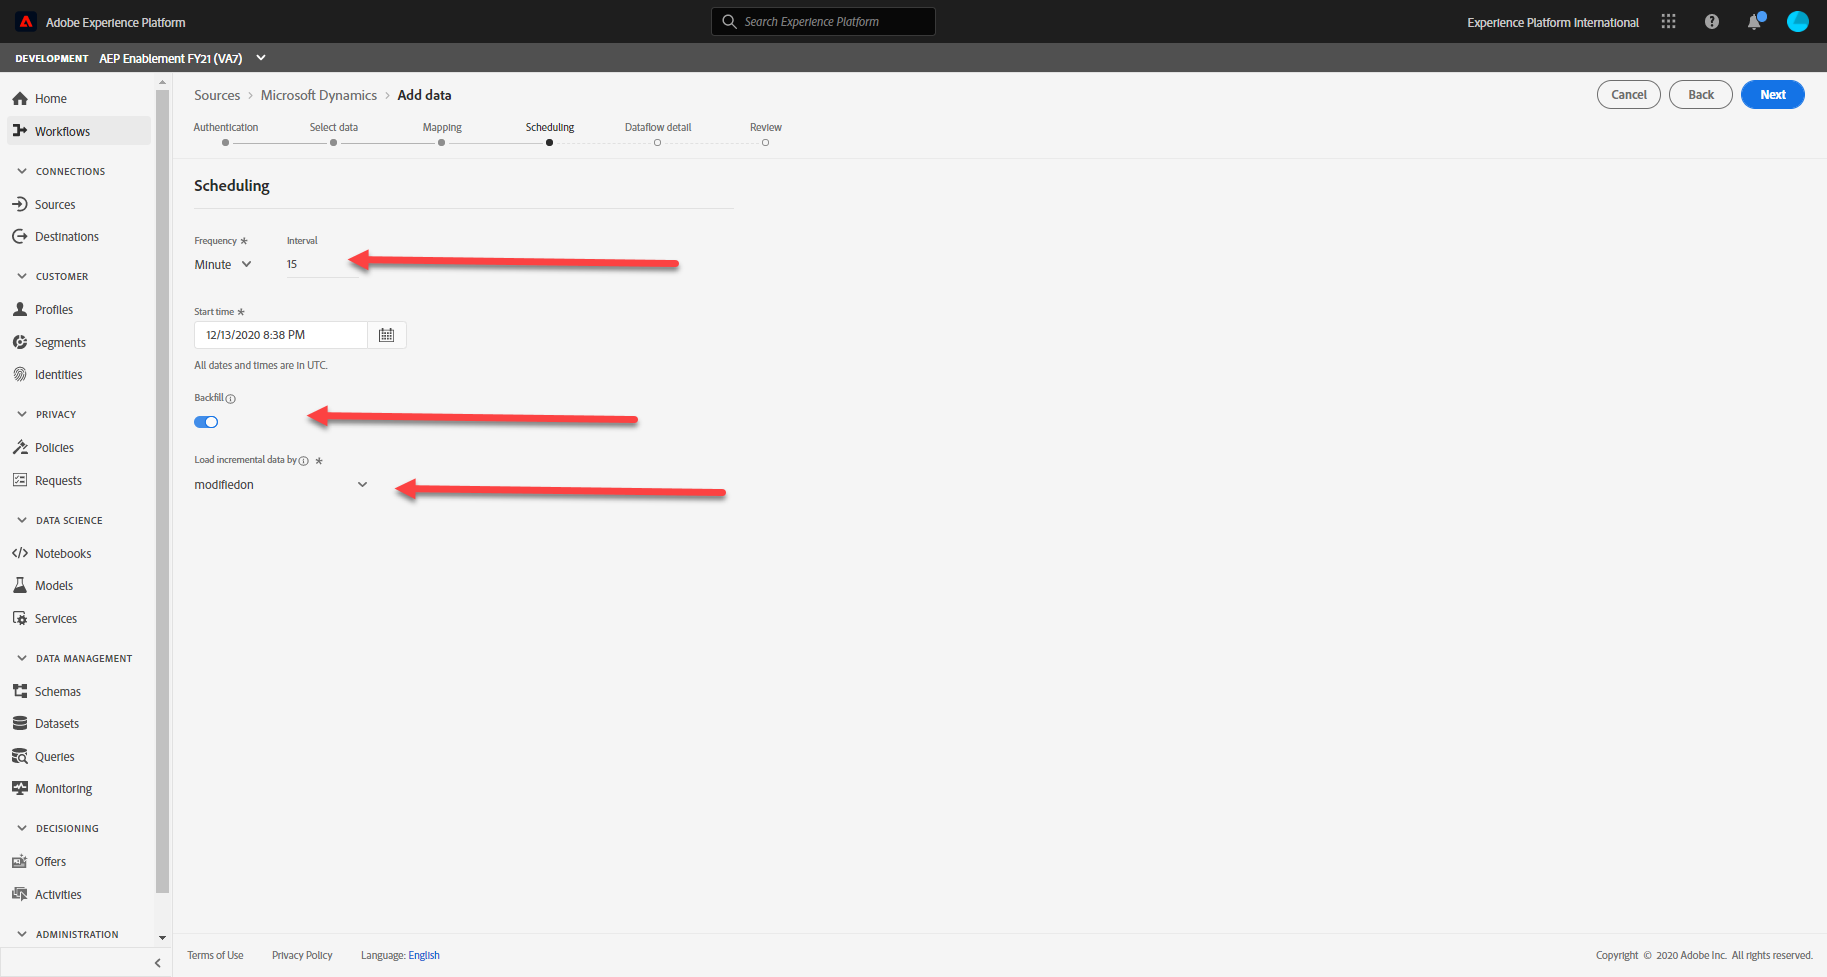 Adobe Experience Platform
Search Experience Platform
Experience Platform International
DEVELOPMENT AEP Enablement FY21 (VA7)
Home
Workflows
CONNECTIONS
Sources
Destinations
CUSTOMER
Profiles
Segments
Identities
PRIVACY
Policies
Requests
DATA SCIENCE
Notebooks
Models
Services
DATA MANAGEMENT
Schemas
Datasets
Queries
Monitoring
DECISIONING
Offers
Activities
ADMINISTRATION
Sources > Microsoft Dynamics > Add data
Cancel Back Next
Authentication Select data Mapping Scheduling Dataflow detail Review
Scheduling
Frequency * Interval
Minute 15
Start time *
12/13/2020 8:38 PM
All dates and times are in UTC.
Backfill
Load incremental data by *
modifiedon
Terms of Use Privacy Policy Language: English
Copyright © 2020 Adobe Inc. All rights reserved.